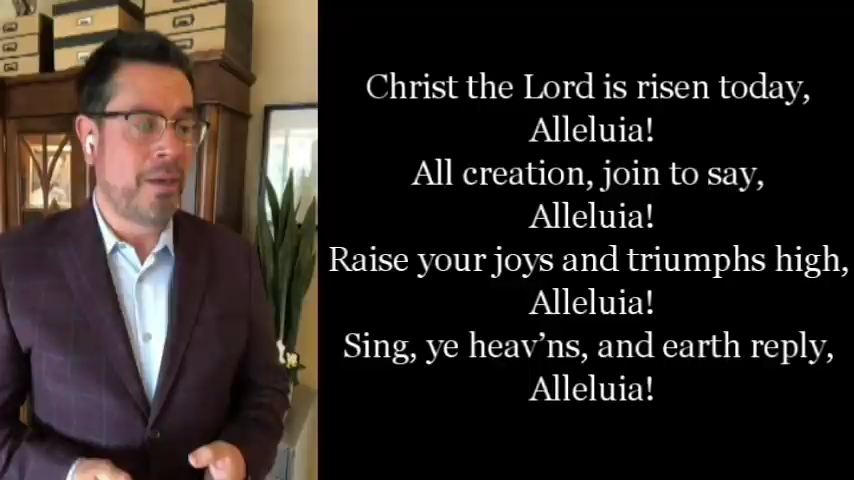 Christ the Lord is risen today,
Alleluia!
All creation, join to say,
Alleluia!
Raise your joys and triumphs high,
Alleluia!
Sing, ye heav’ns, and earth reply,
Alleluia!